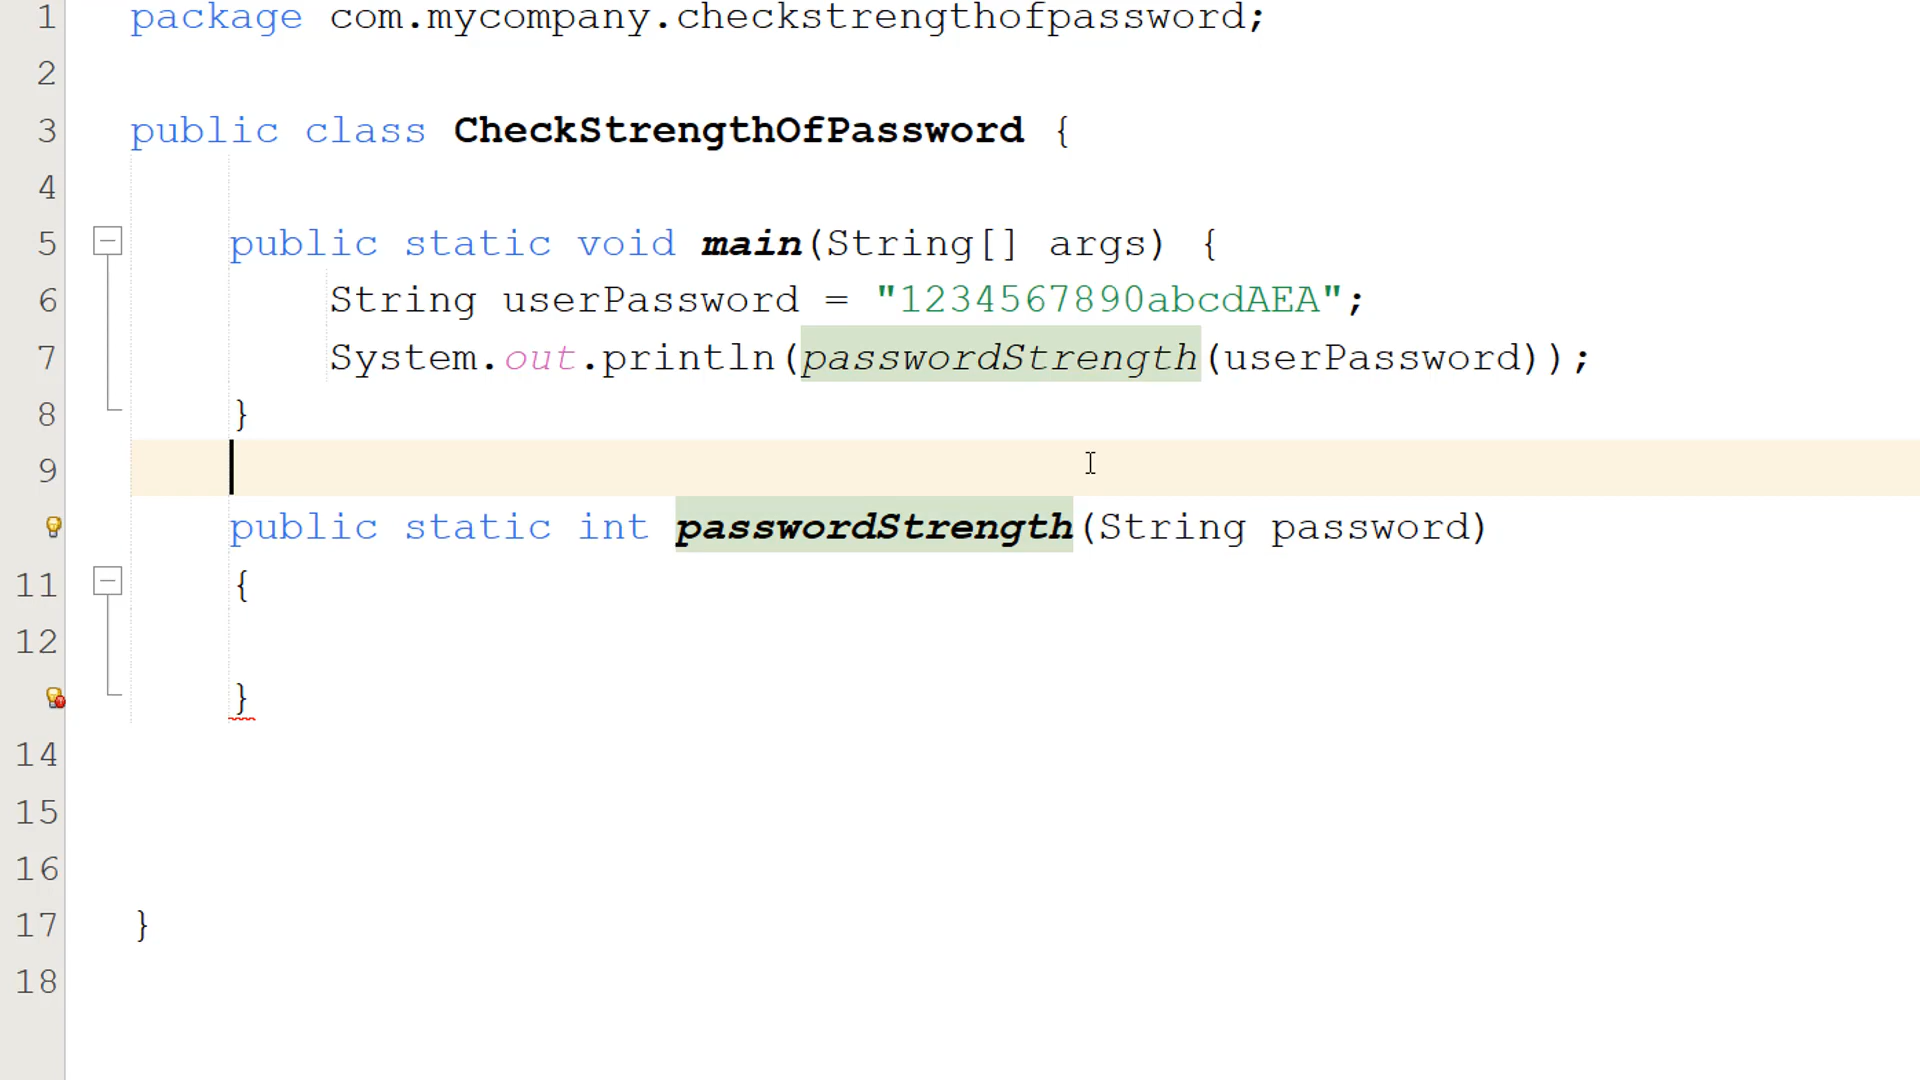 1 package com.mycompany.checkstrengthofpassword;
2
3 public class CheckStrengthOfPassword {
4
5 public static void main(String[] args) {
6 String userPassword = "1234567890abcdAEA";
7 System.out.println(passwordStrength(userPassword));
8 }
9
public static int passwordStrength(String password)
11 {
12
}
14
15
16
17 }
18